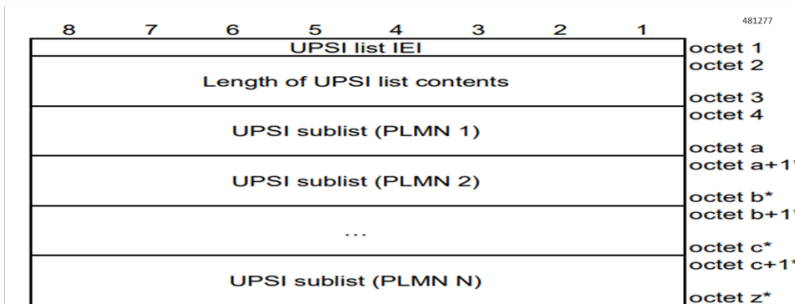 481277
8 7 6 5 4 3 2 1
UPSI list IEI octet 1
octet 2
Length of UPSI list contents
octet 3
octet 4
UPSI sublist (PLMN 1)
octet a
octet a+1*
UPSI sublist (PLMN 2)
octet b*
octet b+1*
...
octet c*
octet c+1*
UPSI sublist (PLMN N)
octet z*